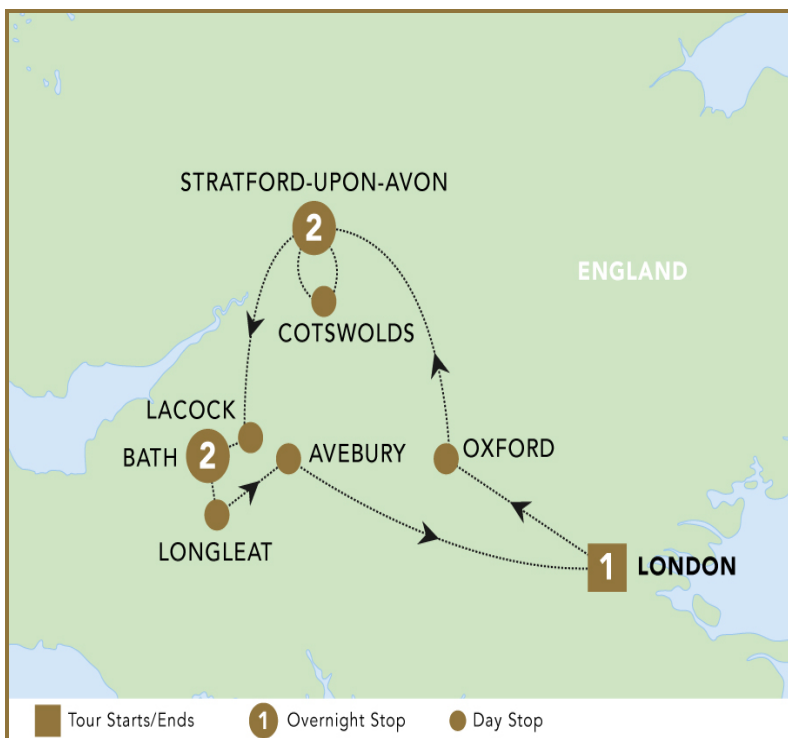 STRATFORD-UPON-AVON
2
ENGLAND
COTSWOLDS
LACOCK
BATH
2
AVEBURY
OXFORD
LONGLEAT
1
LONDON
Tour Starts/Ends
1
Overnight Stop
Day Stop